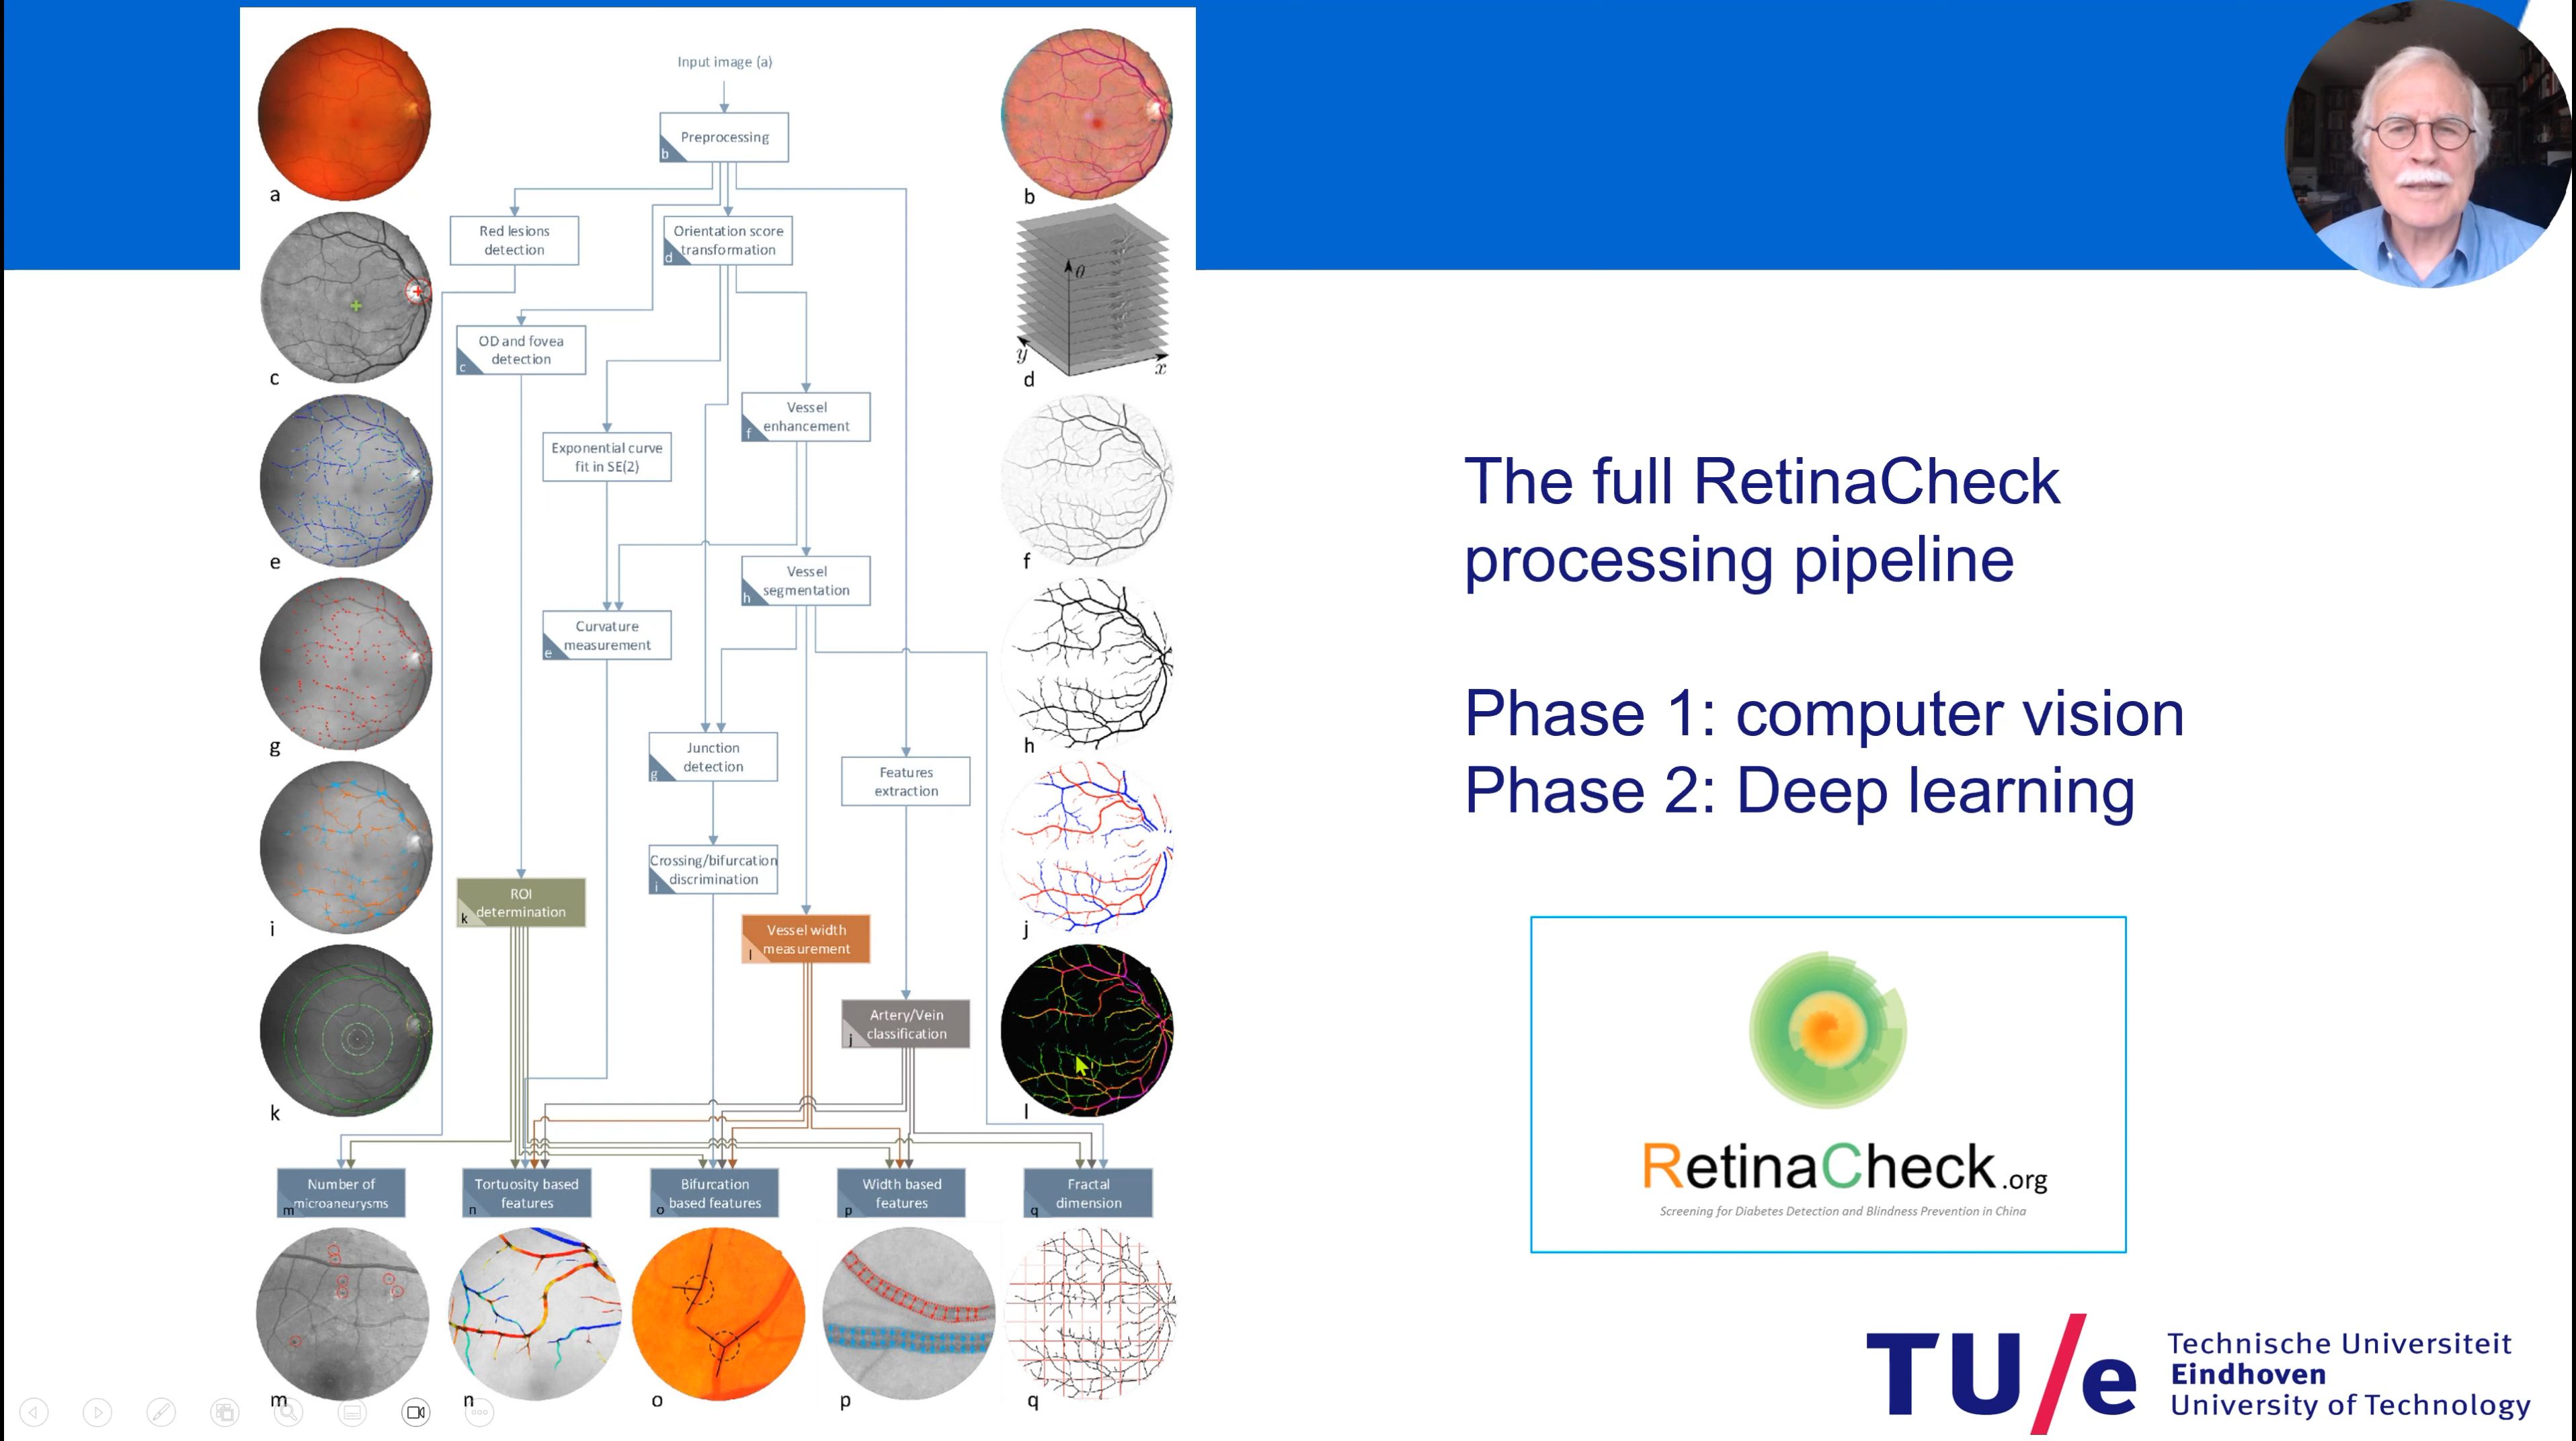 Input image (a)
Preprocessing
b
a
b
Red lesions
detection
Orientation score
transformation
d
θ
y
x
c
d
OD and fovea
detection
c
Vessel
enhancement
f
Exponential curve
fit in SE(2)
e
f
Vessel
segmentation
h
Curvature
measurement
e
g
h
Junction
detection
g
Features
extraction
Crossing/bifurcation
discrimination
i
ROI
determination
k
i
j
Vessel width
measurement
l
Artery/Vein
classification
j
k
l
Number of
microaneurysms
m
Tortuosity based
features
n
Bifurcation
based features
o
Width based
features
p
Fractal
dimension
q
m
n
o
p
q
The full RetinaCheck
processing pipeline
Phase 1: computer vision
Phase 2: Deep learning
RetinaCheck.org
Screening for Diabetes Detection and Blindness Prevention in China
TU/e
Technische Universiteit
Eindhoven
University of Technology